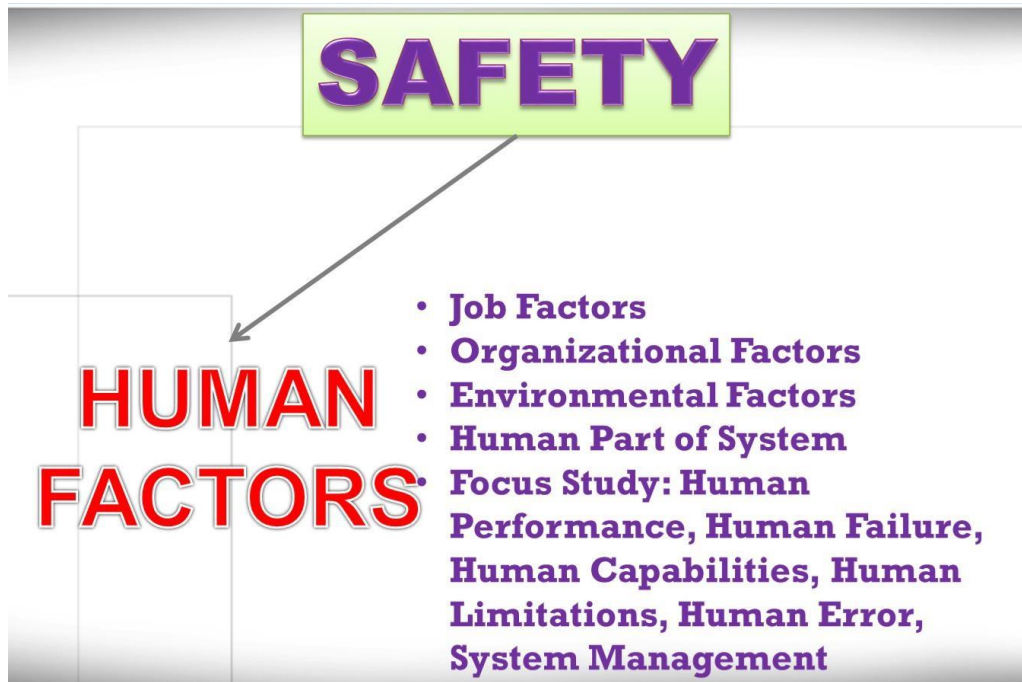 SAFETY
HUMAN
FACTORS
• Job Factors
• Organizational Factors
• Environmental Factors
• Human Part of System
• Focus Study: Human
Performance, Human Failure,
Human Capabilities, Human
Limitations, Human Error,
System Management